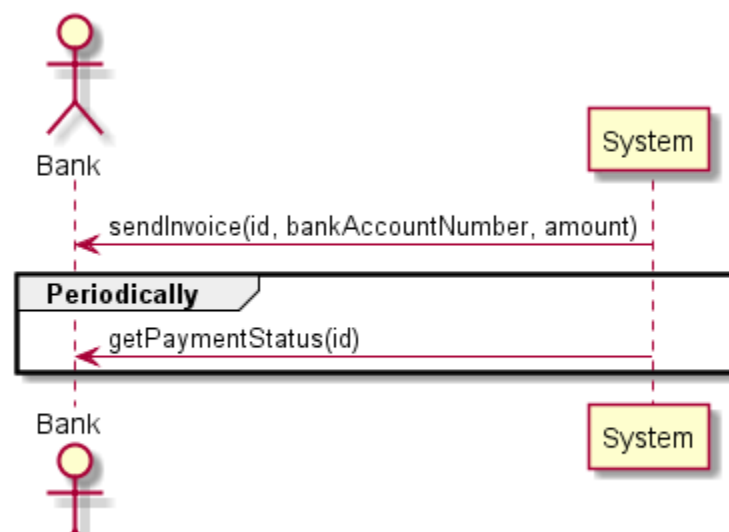 Bank
System
sendInvoice(id, bankAccountNumber, amount)
Periodically
getPaymentStatus(id)
Bank
System